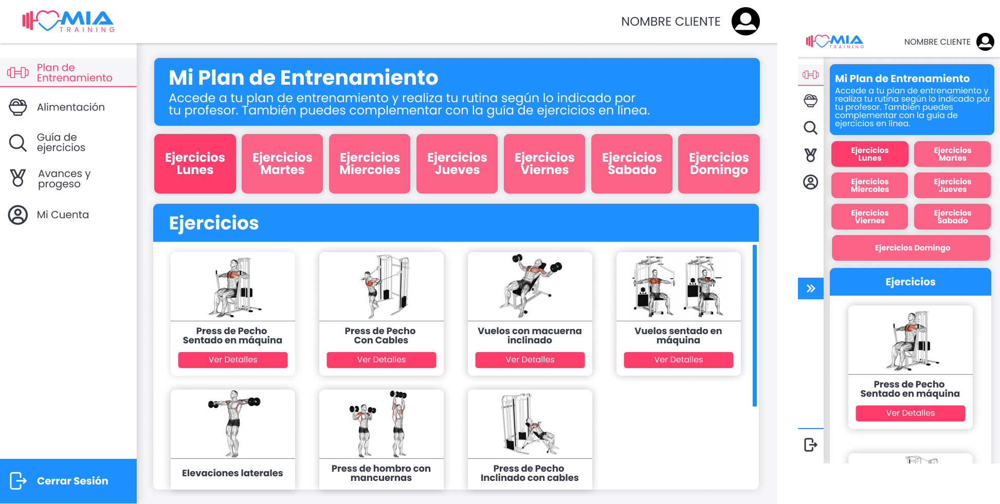 MIA
TRAINING
NOMBRE CLIENTE
Plan de
Entrenamiento
Alimentación
Guía de
ejercicios
Avances y
progeso
Mi Cuenta
Cerrar Sesión
Mi Plan de Entrenamiento
Accede a tu plan de entrenamiento y realiza tu rutina según lo indicado por
tu profesor. También puedes complementar con la guía de ejercicios en línea.
Ejercicios
Lunes
Ejercicios
Martes
Ejercicios
Miercoles
Ejercicios
Jueves
Ejercicios
Viernes
Ejercicios
Sabado
Ejercicios
Domingo
Ejercicios
Press de Pecho
Sentado en máquina
Ver Detalles
Press de Pecho
Con Cables
Ver Detalles
Vuelos con macuerna
inclinado
Ver Detalles
Vuelos sentado en
máquina
Ver Detalles
Elevaciones laterales
Press de hombro con
mancuernas
Press de Pecho
Inclinado con cables
MIA
TRAINING
NOMBRE CLIENTE
Mi Plan de Entrenamiento
Accede a tu plan de entrenamiento y
realiza tu rutina según lo indicado por
tu profesor. También puedes
complementar con la guía de
ejercicios en línea.
Ejercicios
Lunes
Ejercicios
Martes
Ejercicios
Miercoles
Ejercicios
Jueves
Ejercicios
Viernes
Ejercicios
Sabado
Ejercicios Domingo
Ejercicios
Press de Pecho
Sentado en máquina
Ver Detalles